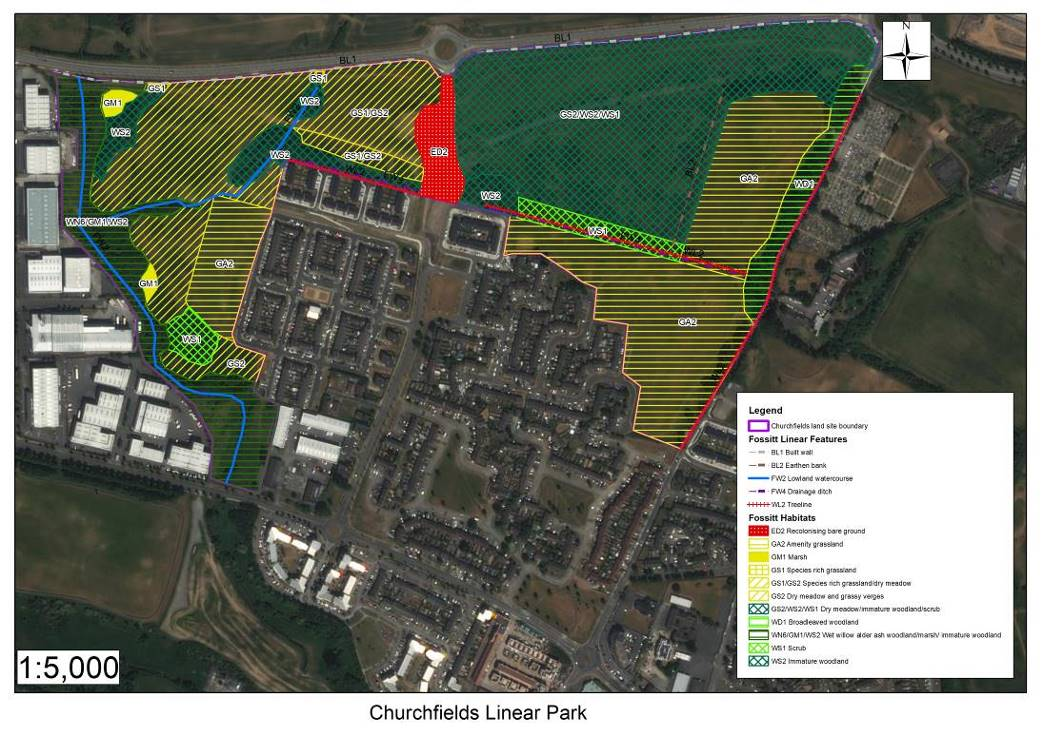 N
BL1
BL1
GS1
GS1
GM1
WS2
WS2
GS1/GS2
GS2/WS2/WS1
WS2
GS1/GS2
ED2
BL2
GA2
WD1
WS2
WN6/GM1/WS2
WS1
WL2
GA2
GM1
GA2
WS1
GS2
Legend
Churchfields land site boundary
Fossitt Linear Features
BL1 Built wall
BL2 Earthen bank
FW2 Lowland watercourse
FW4 Drainage ditch
WL2 Treeline
Fossitt Habitats
ED2 Recolonising bare ground
GA2 Amenity grassland
GM1 Marsh
GS1 Species rich grassland
GS1/GS2 Species rich grassland/dry meadow
GS2 Dry meadow and grassy verges
GS2/WS2/WS1 Dry meadow/immature woodland/scrub
WD1 Broadleaved woodland
WN6/GM1/WS2 Wet willow alder ash woodland/marsh/ immature woodland
WS1 Scrub
WS2 Immature woodland
1:5,000
Churchfields Linear Park